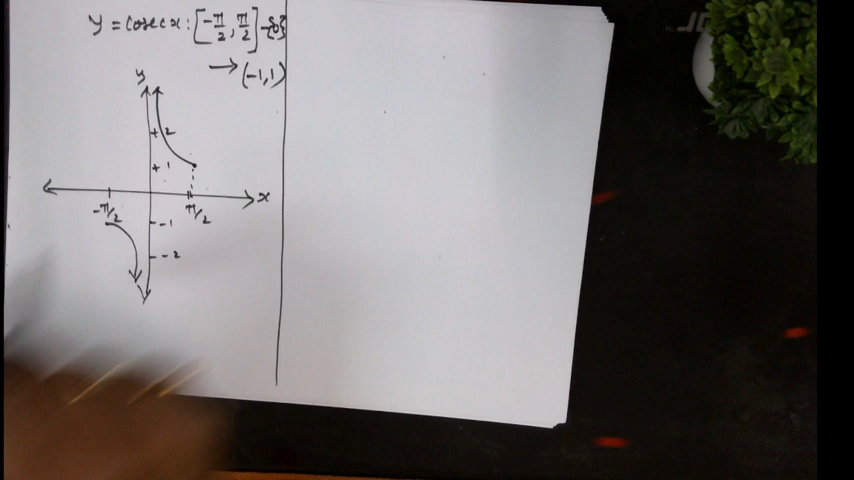 y = cosec x : [-π/2, π/2] - {0}
→ (-1, 1)
y
+ 2
+ 1
x
-π/2
π/2
- -1
- -2